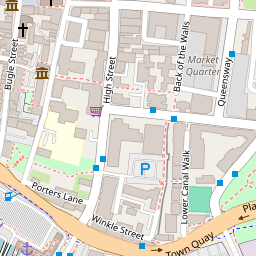 Bugle Street
High Street
Back of the Walls
Market
Quarter
Queensway
Lower Canal Walk
P
Porters Lane
Winkle Street
Town Quay
Pla